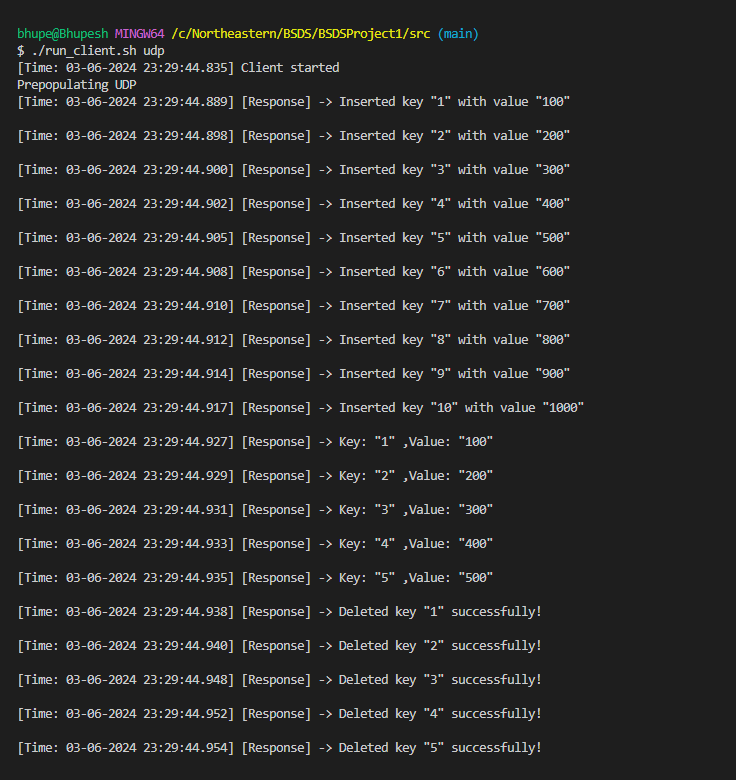 bhupe@Bhupesh MINGW64 /c/Northeastern/BSDS/BSDSProject1/src (main)
$ ./run_client.sh udp
[Time: 03-06-2024 23:29:44.835] Client started
Prepopulating UDP
[Time: 03-06-2024 23:29:44.889] [Response] -> Inserted key "1" with value "100"
[Time: 03-06-2024 23:29:44.898] [Response] -> Inserted key "2" with value "200"
[Time: 03-06-2024 23:29:44.900] [Response] -> Inserted key "3" with value "300"
[Time: 03-06-2024 23:29:44.902] [Response] -> Inserted key "4" with value "400"
[Time: 03-06-2024 23:29:44.905] [Response] -> Inserted key "5" with value "500"
[Time: 03-06-2024 23:29:44.908] [Response] -> Inserted key "6" with value "600"
[Time: 03-06-2024 23:29:44.910] [Response] -> Inserted key "7" with value "700"
[Time: 03-06-2024 23:29:44.912] [Response] -> Inserted key "8" with value "800"
[Time: 03-06-2024 23:29:44.914] [Response] -> Inserted key "9" with value "900"
[Time: 03-06-2024 23:29:44.917] [Response] -> Inserted key "10" with value "1000"
[Time: 03-06-2024 23:29:44.927] [Response] -> Key: "1" ,Value: "100"
[Time: 03-06-2024 23:29:44.929] [Response] -> Key: "2" ,Value: "200"
[Time: 03-06-2024 23:29:44.931] [Response] -> Key: "3" ,Value: "300"
[Time: 03-06-2024 23:29:44.933] [Response] -> Key: "4" ,Value: "400"
[Time: 03-06-2024 23:29:44.935] [Response] -> Key: "5" ,Value: "500"
[Time: 03-06-2024 23:29:44.938] [Response] -> Deleted key "1" successfully!
[Time: 03-06-2024 23:29:44.940] [Response] -> Deleted key "2" successfully!
[Time: 03-06-2024 23:29:44.948] [Response] -> Deleted key "3" successfully!
[Time: 03-06-2024 23:29:44.952] [Response] -> Deleted key "4" successfully!
[Time: 03-06-2024 23:29:44.954] [Response] -> Deleted key "5" successfully!